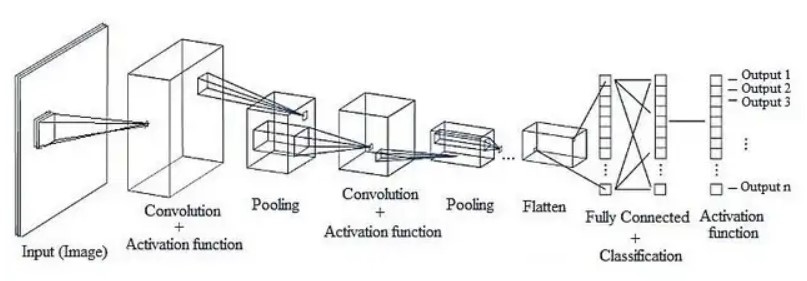 Input (Image)
Convolution
+
Activation function
Pooling
Convolution
+
Activation function
Pooling
...
Flatten
Fully Connected
+
Classification
Activation
function
Output 1
Output 2
Output 3
Output n